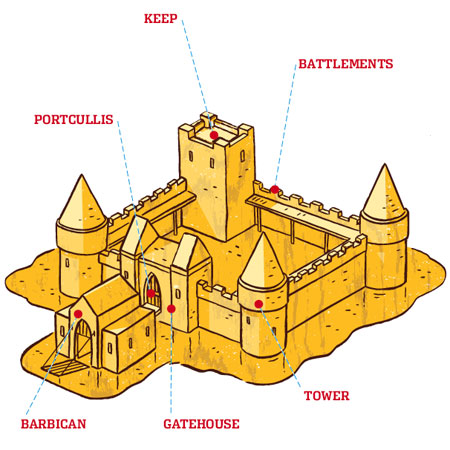 KEEP
BATTLEMENTS
PORTCULLIS
TOWER
BARBICAN
GATEHOUSE